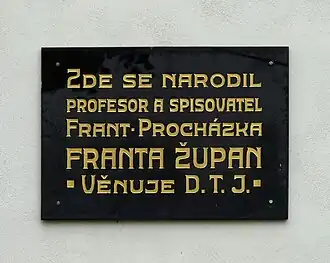 Zde se narodil
profesor a spisovatel
Frant. Procházka
FRANTA ŽUPAN
▪ Věnuje D. T. J. ▪